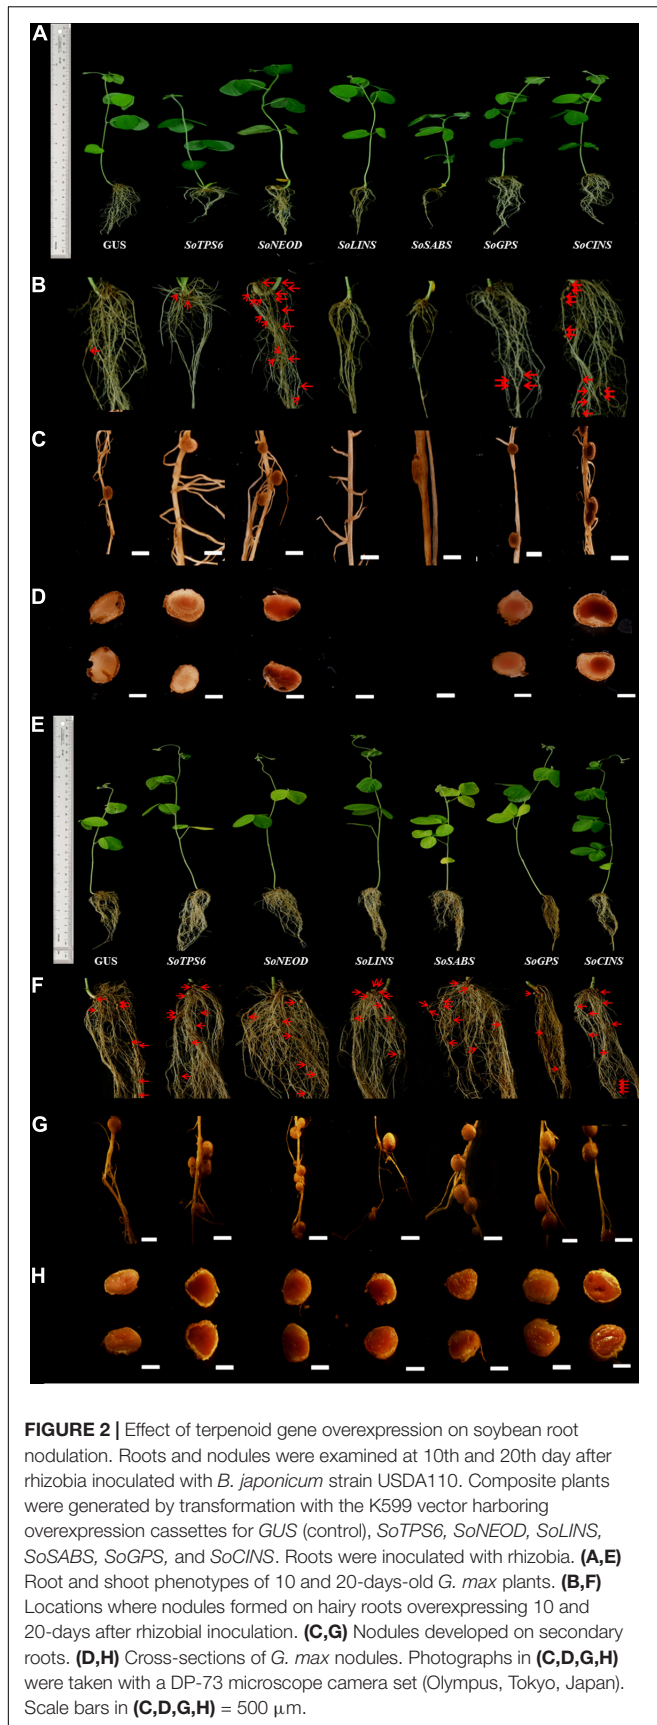 A
GUS SoTPS6 SoNEOD SoLINS SoSABS SoGPS SoCINS
B
C
D
E
GUS SoTPS6 SoNEOD SoLINS SoSABS SoGPS SoCINS
F
G
H
FIGURE 2 | Effect of terpenoid gene overexpression on soybean root
nodulation. Roots and nodules were examined at 10th and 20th day after
rhizobia inoculated with B. japonicum strain USDA110. Composite plants
were generated by transformation with the K599 vector harboring
overexpression cassettes for GUS (control), SoTPS6, SoNEOD, SoLINS,
SoSABS, SoGPS, and SoCINS. Roots were inoculated with rhizobia. (A,E)
Root and shoot phenotypes of 10 and 20-days-old G. max plants. (B,F)
Locations where nodules formed on hairy roots overexpressing 10 and
20-days after rhizobial inoculation. (C,G) Nodules developed on secondary
roots. (D,H) Cross-sections of G. max nodules. Photographs in (C,D,G,H)
were taken with a DP-73 microscope camera set (Olympus, Tokyo, Japan).
Scale bars in (C,D,G,H) = 500 μm.